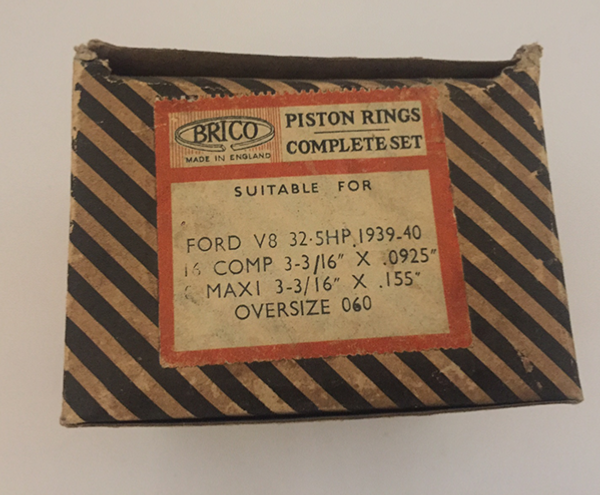 BRICO
MADE IN ENGLAND
PISTON RINGS
COMPLETE SET
SUITABLE FOR
FORD V8 32·5HP 1939-40
16 COMP 3-3/16" X .0925"
MAXI 3-3/16" X .155"
OVERSIZE 060